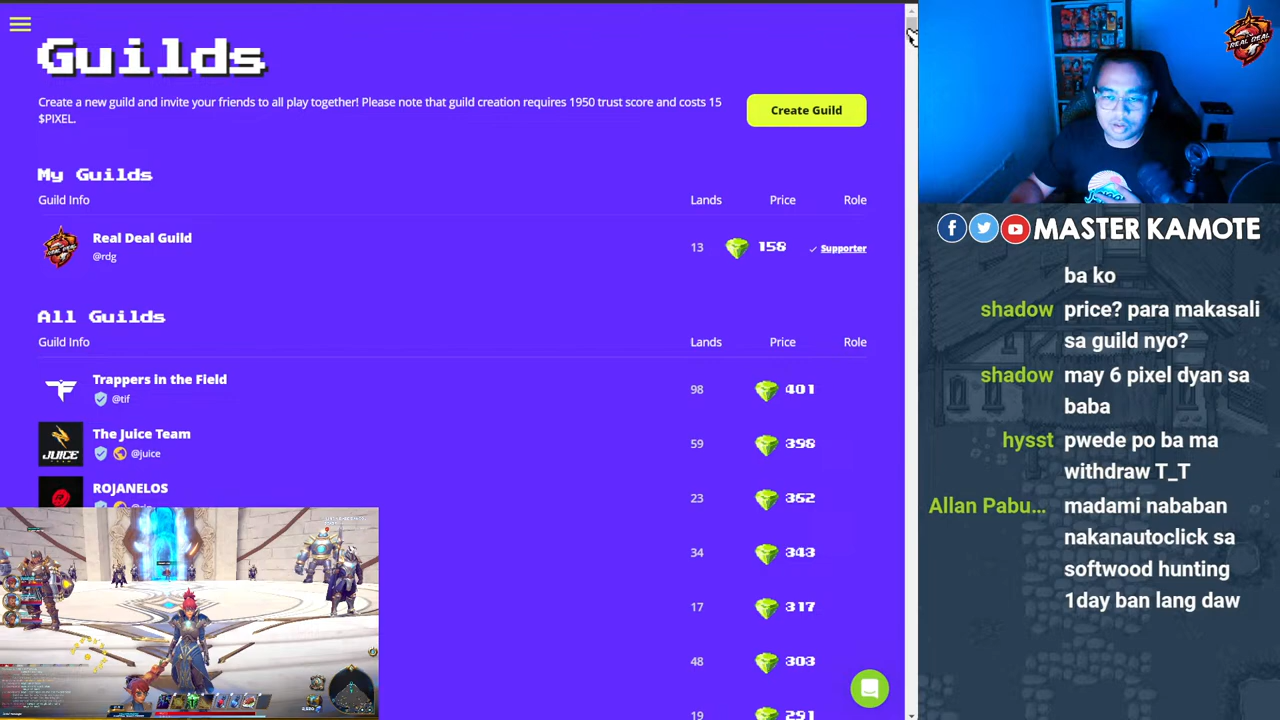 Guilds
Create a new guild and invite your friends to all play together! Please note that guild creation requires 1950 trust score and costs 15
$PIXEL.
Create Guild
My Guilds
Guild Info Lands Price Role
Real Deal Guild
@rdg
13 158 Supporter
All Guilds
Guild Info Lands Price Role
Trappers in the Field
@tif
98 401
The Juice Team
@juice
59 398
JUICE
ROJANELOS
23 362
34 343
17 317
48 303
19 291
REAL DEAL
MASTER KAMOTE
ba ko
shadow price? para makasali
sa guild nyo?
shadow may 6 pixel dyan sa
baba
hysst pwede po ba ma
withdraw T_T
Allan Pabu... madami nababan
nakanautoclick sa
softwood hunting
1day ban lang daw